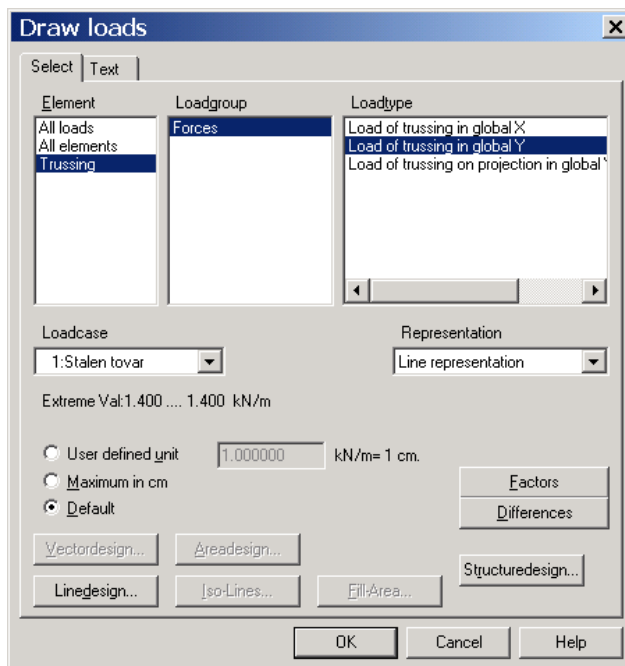 Draw loads
Select Text
Element Loadgroup Loadtype
All loads Forces Load of trussing in global X
All elements Load of trussing in global Y
Trussing Load of trussing on projection in global
Loadcase Representation
1:Stalen tovar Line representation
Extreme Val:1.400 .... 1.400 kN/m
User defined unit 1.000000 kN/m= 1 cm.
Maximum in cm Factors
Default Differences
Vectordesign... Areadesign...
Structuredesign...
Linedesign... Iso-Lines... Fill-Area...
OK Cancel Help